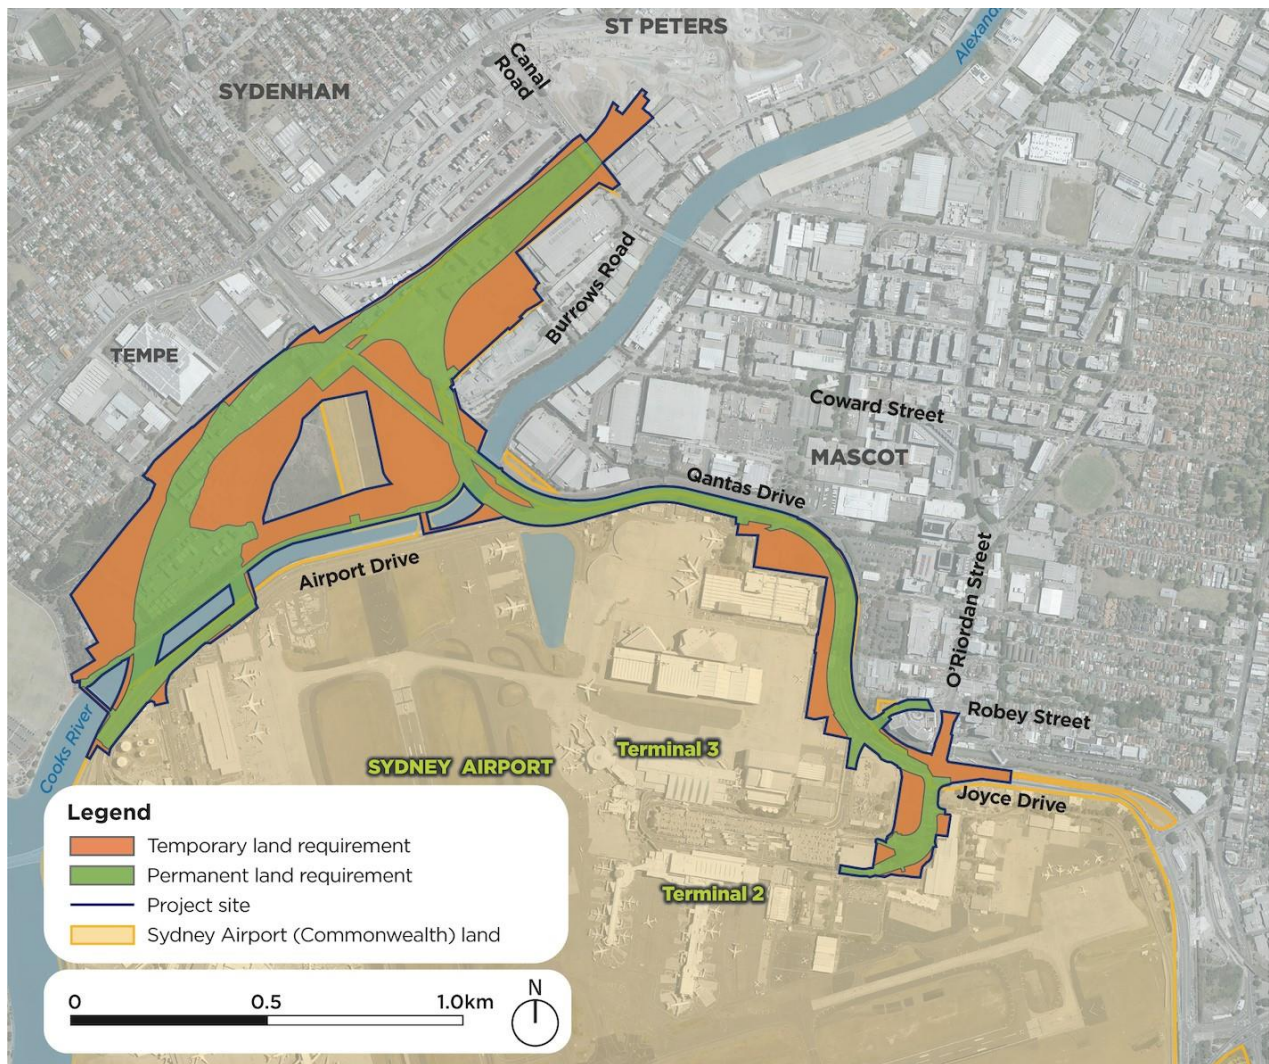 ST PETERS
Canal
Road
Alexan
SYDENHAM
Burrows Road
TEMPE
Coward Street
MASCOT
Qantas Drive
Airport Drive
O'Riordan Street
Robey Street
Cooks River
Terminal 3
SYDNEY AIRPORT
Joyce Drive
Terminal 2
Legend
Temporary land requirement
Permanent land requirement
Project site
Sydney Airport (Commonwealth) land
0 0.5 1.0km
N